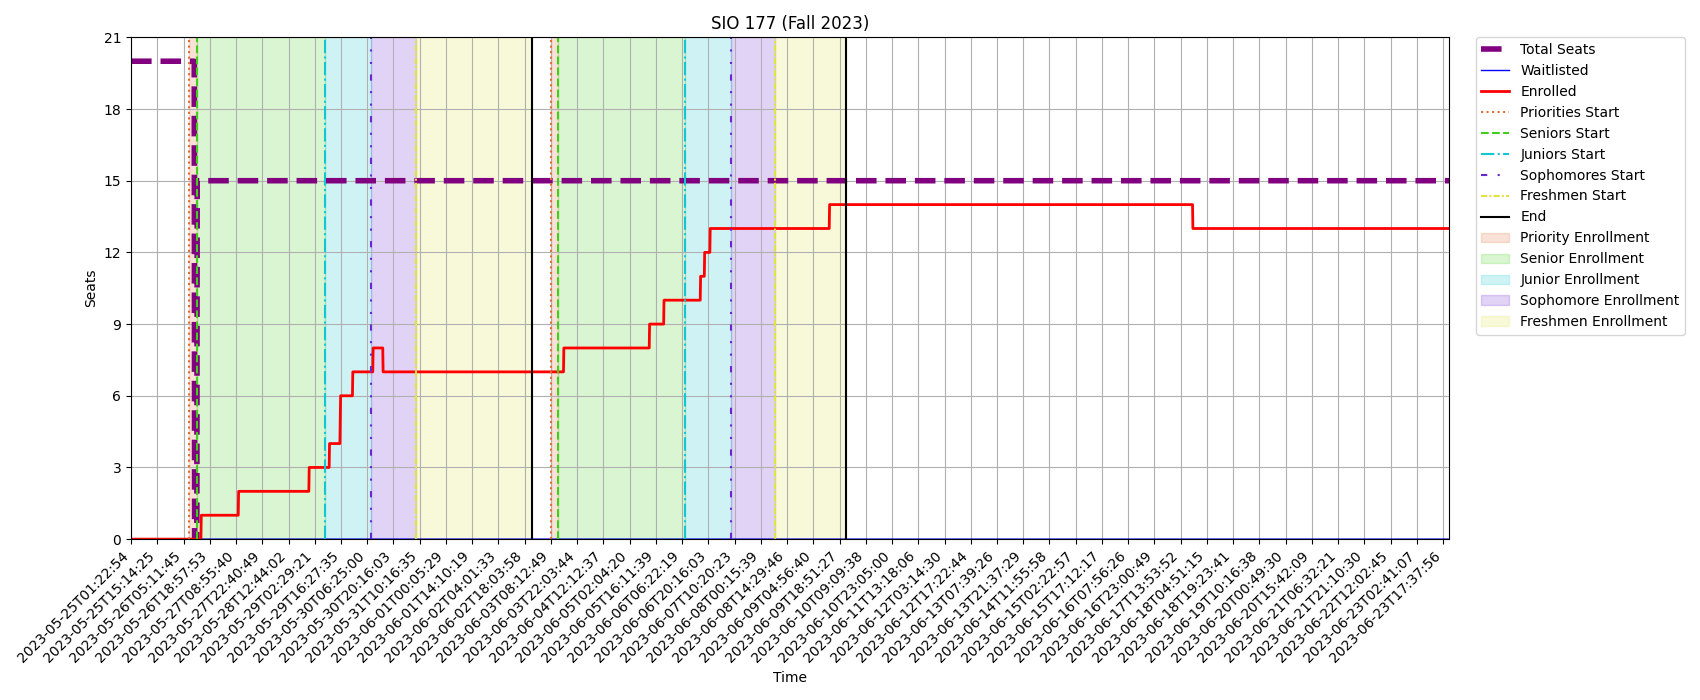 SIO 177 (Fall 2023)
21
18
15
12
9
6
3
0
Seats
2023-05-25T01:22:54
2023-05-25T15:14:25
2023-05-26T05:11:45
2023-05-26T18:57:53
2023-05-27T08:55:40
2023-05-27T22:40:49
2023-05-28T12:44:02
2023-05-29T02:29:21
2023-05-29T16:27:35
2023-05-30T06:25:00
2023-05-30T20:16:03
2023-05-31T10:16:35
2023-06-01T00:05:29
2023-06-01T14:10:19
2023-06-02T04:01:33
2023-06-02T18:03:58
2023-06-03T08:12:49
2023-06-03T22:03:44
2023-06-04T12:12:37
2023-06-05T02:04:20
2023-06-05T16:11:39
2023-06-06T06:22:19
2023-06-06T20:16:03
2023-06-07T10:20:23
2023-06-08T00:15:39
2023-06-08T14:29:46
2023-06-09T04:56:40
2023-06-09T18:51:27
2023-06-10T09:09:38
2023-06-10T23:05:00
2023-06-11T13:18:06
2023-06-12T03:14:30
2023-06-12T17:22:44
2023-06-13T07:39:26
2023-06-13T21:37:29
2023-06-14T11:55:58
2023-06-15T02:22:57
2023-06-15T17:12:17
2023-06-16T07:56:26
2023-06-16T23:00:49
2023-06-17T13:53:52
2023-06-18T04:51:15
2023-06-18T19:23:41
2023-06-19T10:16:38
2023-06-20T00:49:30
2023-06-20T15:42:09
2023-06-21T06:32:21
2023-06-21T21:10:30
2023-06-22T12:02:45
2023-06-23T02:41:07
2023-06-23T17:37:56
Time
Total Seats
Waitlisted
Enrolled
Priorities Start
Seniors Start
Juniors Start
Sophomores Start
Freshmen Start
End
Priority Enrollment
Senior Enrollment
Junior Enrollment
Sophomore Enrollment
Freshmen Enrollment